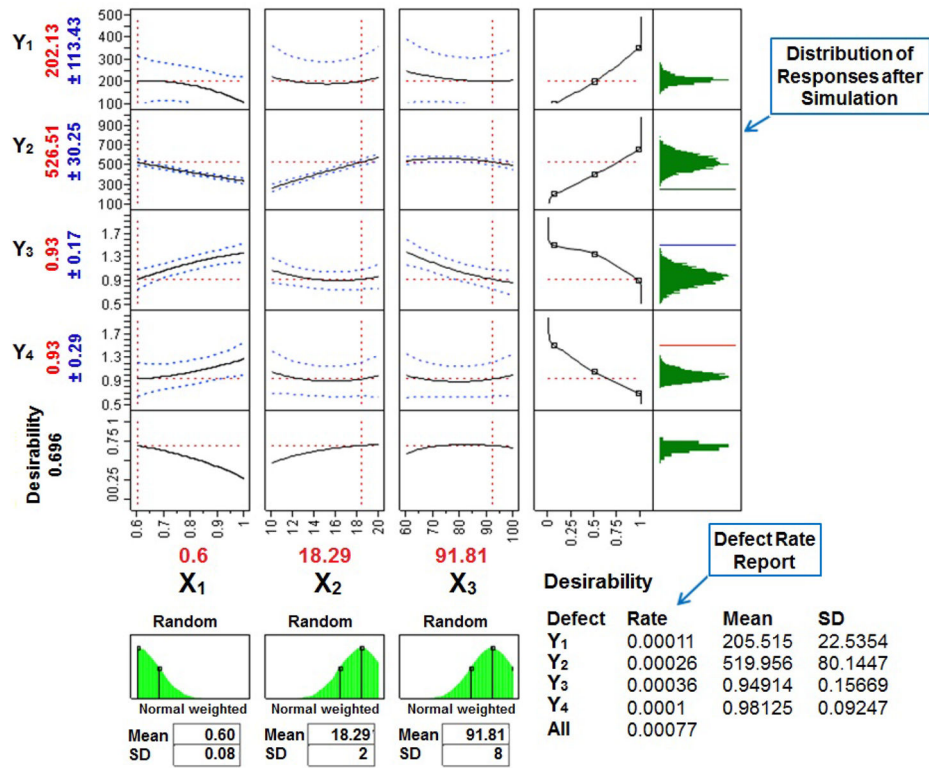 Y1
202.13
± 113.43
500
400
300
200
100
Y2
526.51
± 30.25
900
700
500
300
100
Y3
0.93
± 0.17
1.7
1.3
0.9
0.5
Y4
0.93
± 0.29
1.7
1.3
0.9
0.5
Desirability
0.696
00.25 0.75 1
Distribution of
Responses after
Simulation
0.6 0.7 0.8 0.9 1
10 12 14 16 18 20
60 70 80 90 100
0 0.25 0.5 0.75 1
0.6 18.29 91.81
X1 X2 X3
Defect Rate
Report
Desirability
Random Random Random
Normal weighted Normal weighted Normal weighted
Mean 0.60 Mean 18.29 Mean 91.81
SD 0.08 SD 2 SD 8
Defect Rate Mean SD
Y1 0.00011 205.515 22.5354
Y2 0.00026 519.956 80.1447
Y3 0.00036 0.94914 0.15669
Y4 0.0001 0.98125 0.09247
All 0.00077